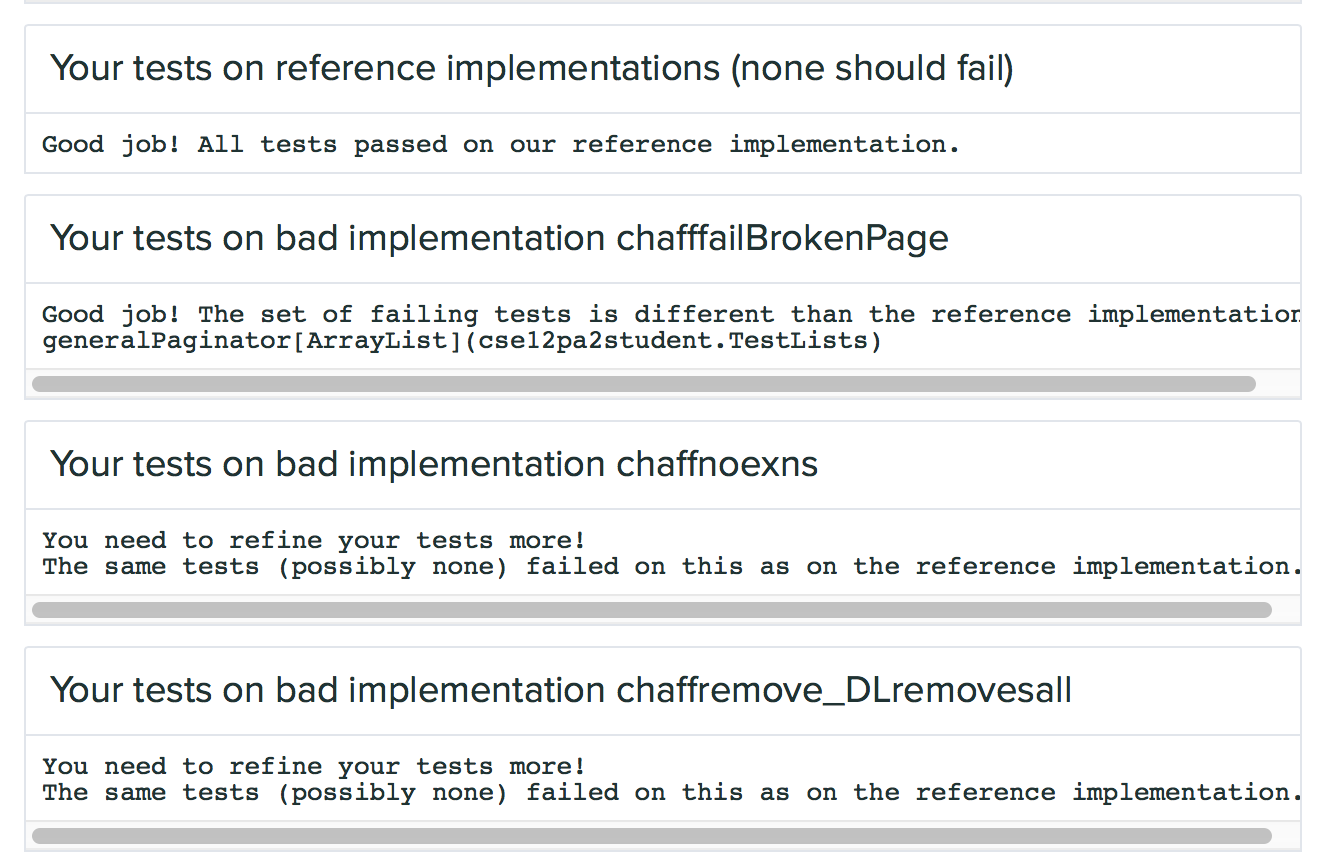 Your tests on reference implementations (none should fail)
Good job! All tests passed on our reference implementation.
Your tests on bad implementation chafffailBrokenPage
Good job! The set of failing tests is different than the reference implementation
generalPaginator[ArrayList](cse12pa2student.TestLists)
Your tests on bad implementation chaffnoexns
You need to refine your tests more!
The same tests (possibly none) failed on this as on the reference implementation.
Your tests on bad implementation chaffremove_DLremovesall
You need to refine your tests more!
The same tests (possibly none) failed on this as on the reference implementation.